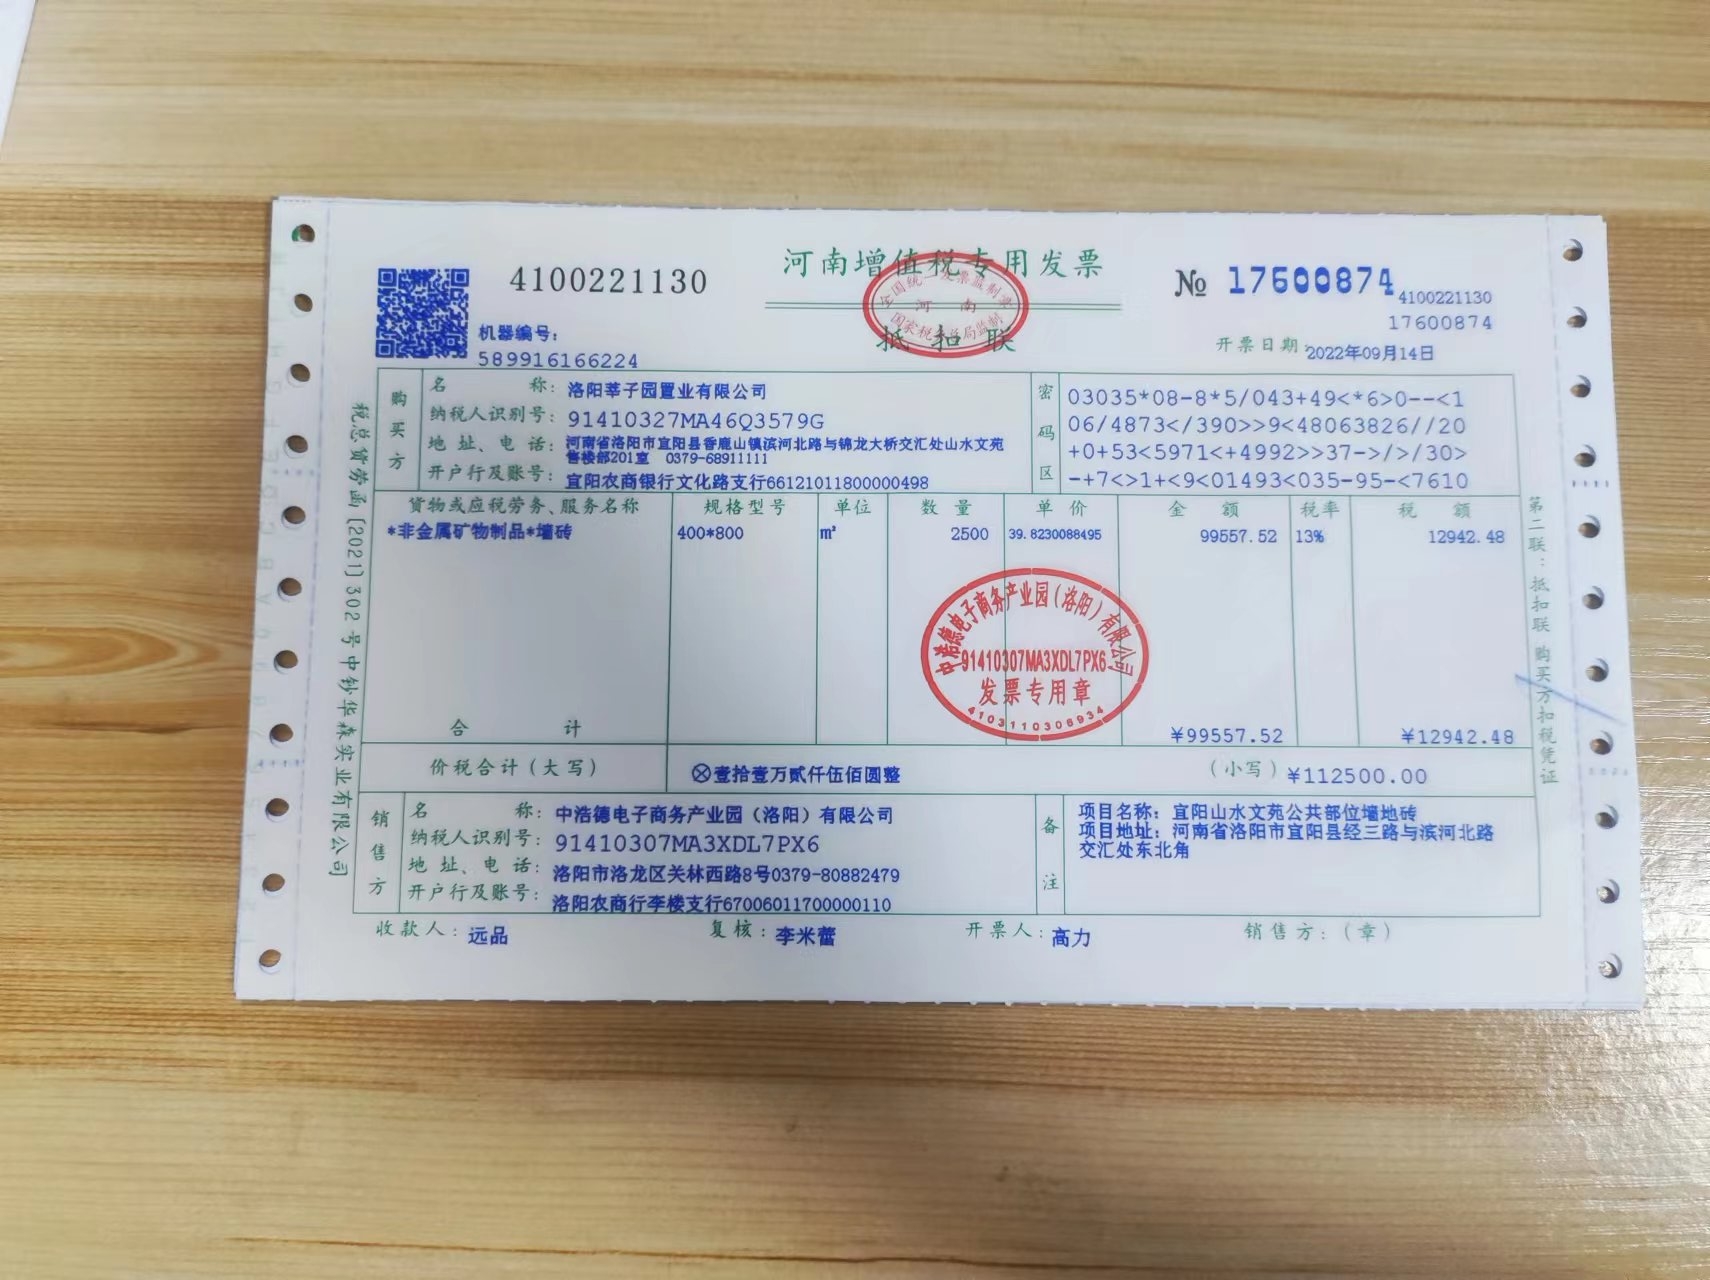 河南增值税专用发票
4100221130
№ 17600874
4100221130
17600874
全国统一发票监制章
河南
国家税务总局监制
抵扣联
机器编号:
589916166224
开票日期: 2022年09月14日
购买方
名称: 洛阳莘子园置业有限公司
纳税人识别号: 91410327MA46Q3579G
地址、电话: 河南省洛阳市宜阳县香鹿山镇滨河北路与锦龙大桥交汇处山水文苑
售楼部201室 0379-68911111
开户行及账号: 宜阳农商银行文化路支行66121011800000498
密码区
03035*08-8*5/043+49<*6>0--<1
06/4873</390>>9<48063826//20
+0+53<5971<+4992>>37->/>/30>
-+7<>1+<9<01493<035-95-<7610
货物或应税劳务、服务名称 规格型号 单位 数量 单价 金额 税率 税额
*非金属矿物制品*墙砖 400*800 m² 2500 39.8230088495 99557.52 13% 12942.48
中浩德电子商务产业园(洛阳)有限公司
91410307MA3XDL7PX6
发票专用章
4103110306934
合计 ¥99557.52 ¥12942.48
价税合计(大写) ⊗壹拾壹万贰仟伍佰圆整 (小写) ¥112500.00
销售方
名称: 中浩德电子商务产业园(洛阳)有限公司
纳税人识别号: 91410307MA3XDL7PX6
地址、电话: 洛阳市洛龙区关林西路8号0379-80882479
开户行及账号: 洛阳农商行李楼支行67006011700000110
备注
项目名称: 宜阳山水文苑公共部位墙地砖
项目地址: 河南省洛阳市宜阳县经三路与滨河北路
交汇处东北角
收款人: 远品 复核: 李米蕾 开票人: 高力 销售方:(章)
税总货劳函〔2021〕302号中钞华森实业有限公司
第二联:抵扣联 购买方扣税凭证